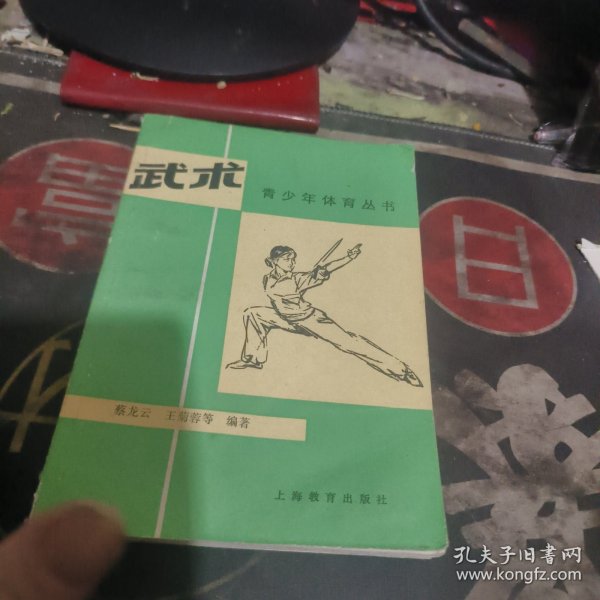 武术
青少年体育丛书
蔡龙云 王菊蓉等 编著
上海教育出版社
日
孔夫子旧书网
www.kongfz.com